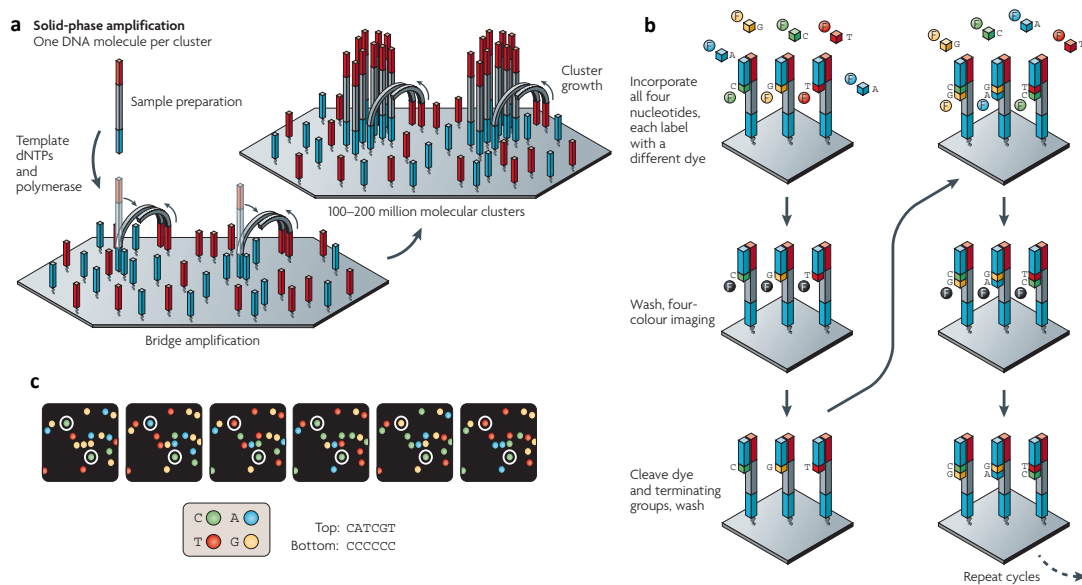 a
Solid-phase amplification
One DNA molecule per cluster
Sample preparation
Template
dNTPs
and
polymerase
Cluster
growth
100–200 million molecular clusters
Bridge amplification
b
F
G
F
C
F
T
F
A
F
A
C
G
T
F
F
F
Incorporate
all four
nucleotides,
each label
with a
different dye
F
G
F
C
F
A
F
T
C
G
G
A
T
C
F
F
F
Wash, four-
colour imaging
C
G
T
F
F
F
C
G
G
A
T
C
F
F
F
Cleave dye
and terminating
groups, wash
C
G
T
C
G
G
A
T
C
Repeat cycles
c
C A
T G
Top: CATCGT
Bottom: CCCCCC